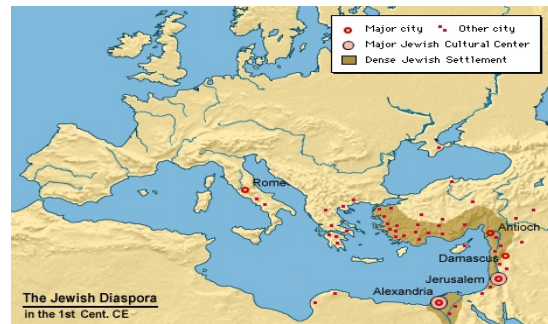 Major city Other city
Major Jewish Cultural Center
Dense Jewish Settlement
Rome
Antioch
Damascus
Jerusalem
Alexandria
The Jewish Diaspora
in the 1st Cent. CE